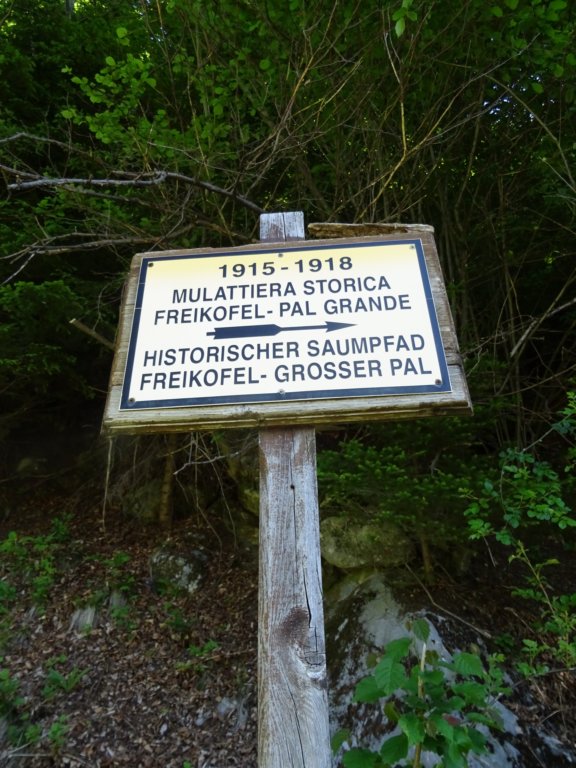 1915-1918
MULATTIERA STORICA
FREIKOFEL- PAL GRANDE
HISTORISCHER SAUMPFAD
FREIKOFEL- GROSSER PAL